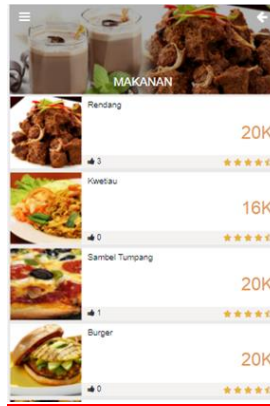 MAKANAN
Rendang
20K
3
Kwetiau
16K
0
Sambel Tumpang
20K
1
Burger
20K
0